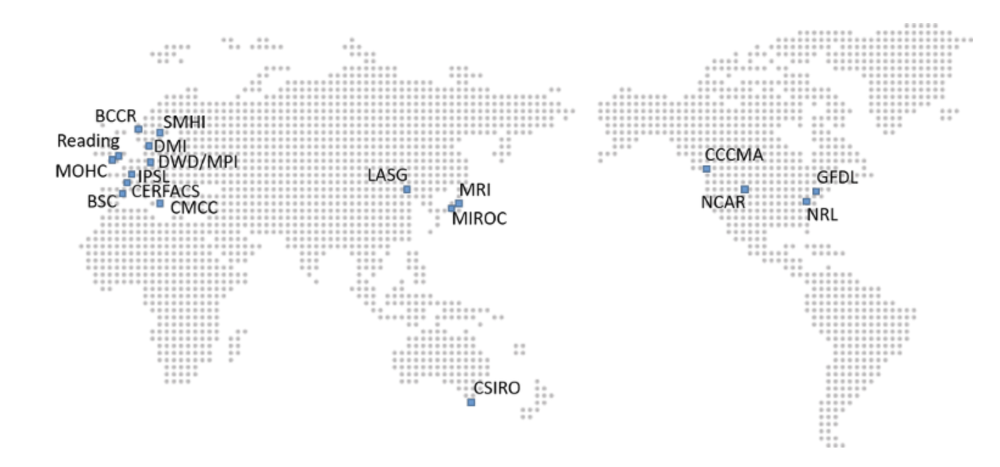 BCCR
SMHI
Reading
DMI
DWD/MPI
MOHC
IPSL
CERFACS
BSC
CMCC
LASG
MRI
MIROC
CSIRO
CCCMA
GFDL
NCAR
NRL